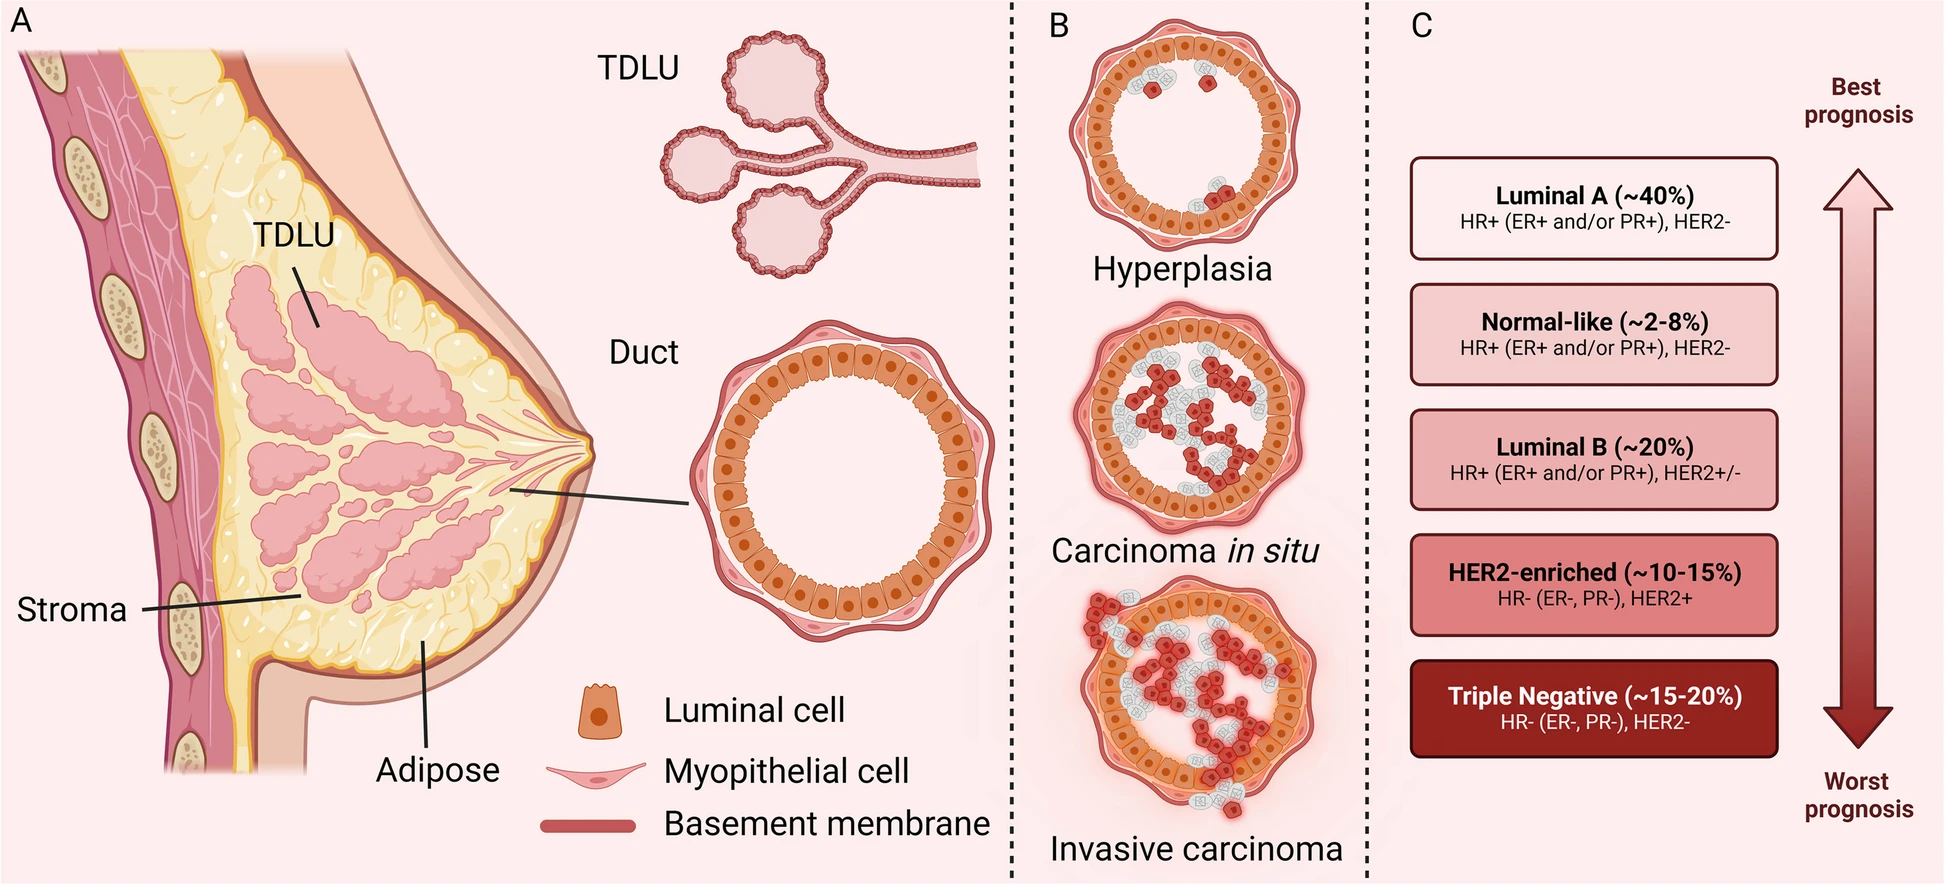 A
TDLU
TDLU
Duct
Stroma
Adipose
Luminal cell
Myopithelial cell
Basement membrane
B
Hyperplasia
Carcinoma in situ
Invasive carcinoma
C
Best
prognosis
Luminal A (~40%)
HR+ (ER+ and/or PR+), HER2-
Normal-like (~2-8%)
HR+ (ER+ and/or PR+), HER2-
Luminal B (~20%)
HR+ (ER+ and/or PR+), HER2+/-
HER2-enriched (~10-15%)
HR- (ER-, PR-), HER2+
Triple Negative (~15-20%)
HR- (ER-, PR-), HER2-
Worst
prognosis